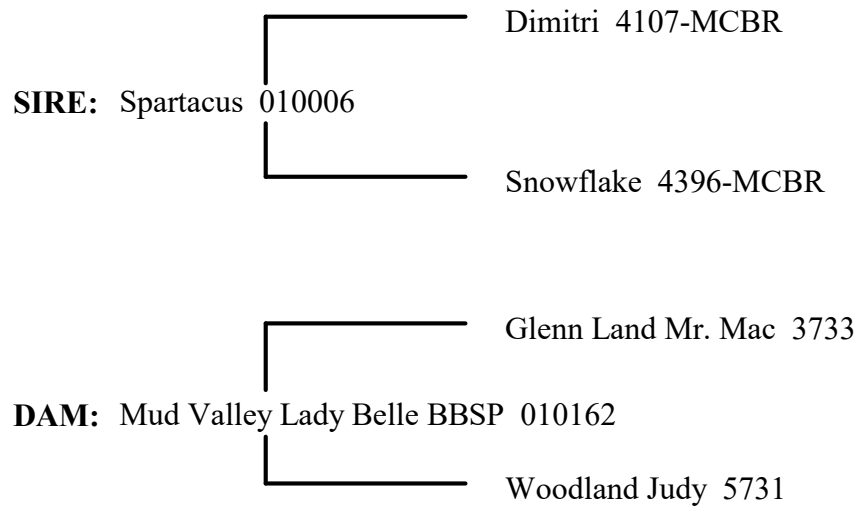 Dimitri 4107-MCBR
SIRE: Spartacus 010006
Snowflake 4396-MCBR
Glenn Land Mr. Mac 3733
DAM: Mud Valley Lady Belle BBSP 010162
Woodland Judy 5731